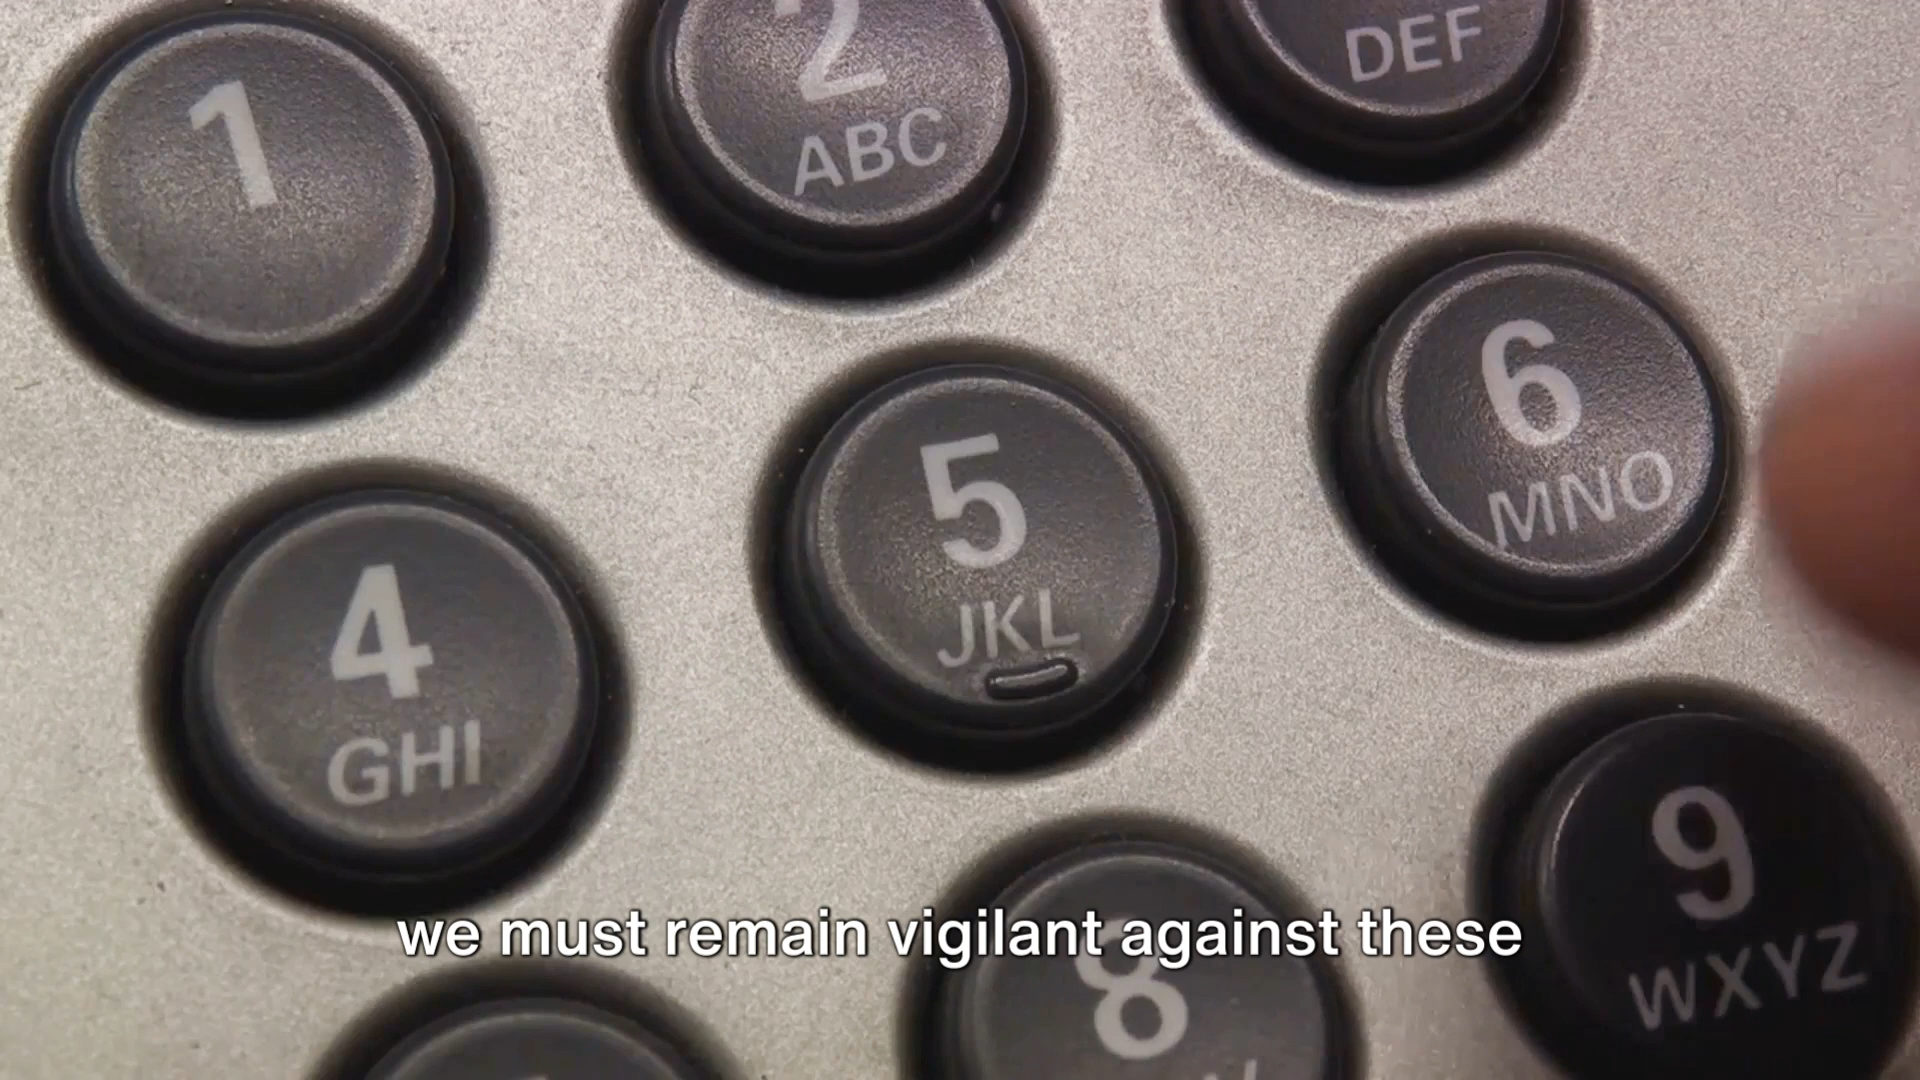 1
2
ABC
DEF
4
GHI
5
JKL
6
MNO
8
9
WXYZ
we must remain vigilant against these